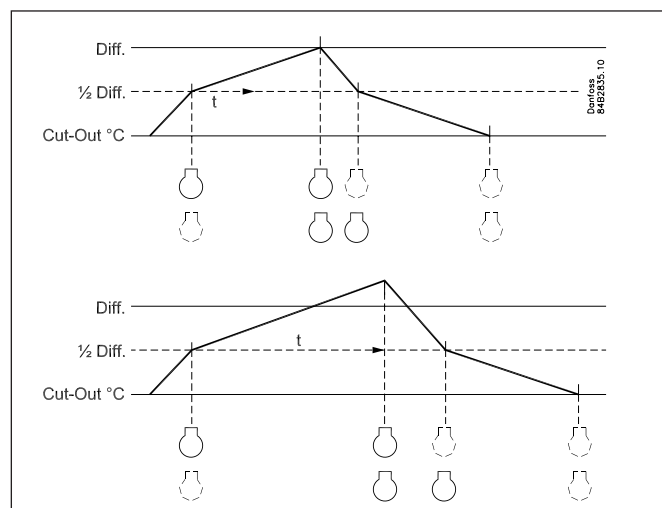 Diff.
½ Diff.
t
Cut-Out °C
Danfoss
84B2835.10
Diff.
½ Diff.
t
Cut-Out °C